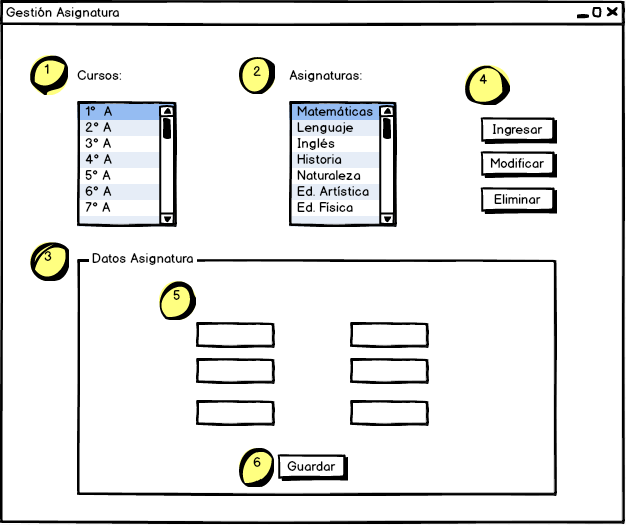 Gestión Asignatura
1
Cursos:
2
Asignaturas:
4
1° A
2° A
3° A
4° A
5° A
6° A
7° A
Matemáticas
Lenguaje
Inglés
Historia
Naturaleza
Ed. Artística
Ed. Física
Ingresar
Modificar
Eliminar
3
Datos Asignatura
5
6
Guardar